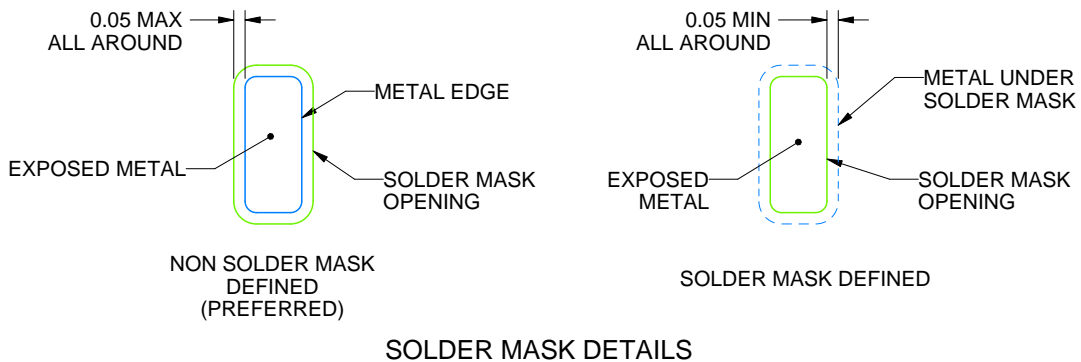 0.05 MAX
ALL AROUND
METAL EDGE
EXPOSED METAL
SOLDER MASK
OPENING
NON SOLDER MASK
DEFINED
(PREFERRED)
0.05 MIN
ALL AROUND
METAL UNDER
SOLDER MASK
EXPOSED
METAL
SOLDER MASK
OPENING
SOLDER MASK DEFINED
SOLDER MASK DETAILS